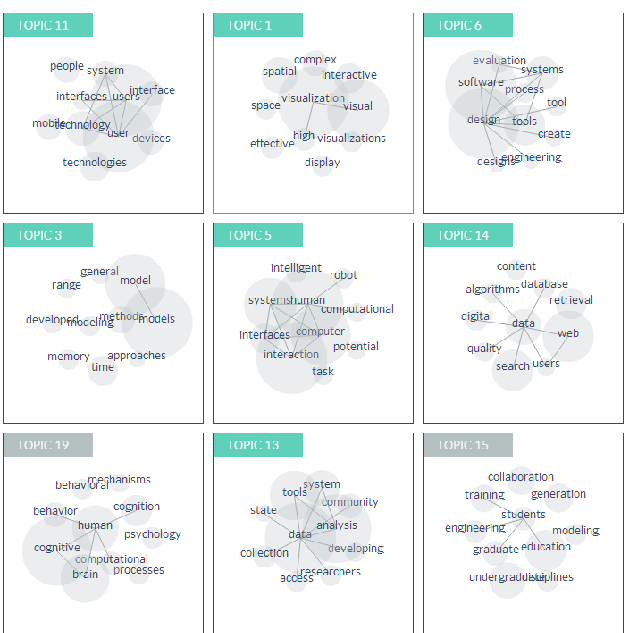 TOPIC 11
people
system
interfaces users
interface
mobile
technology
user
devices
technologies
TOPIC 1
complex
spatial
interactive
visualization
space
visual
high
visualizations
effective
display
TOPIC 6
evaluation
systems
software
process
tool
design
tools
create
designs
engineering
TOPIC 3
general
model
range
developed
modeling
methods
models
memory
approaches
time
TOPIC 5
intelligent
robot
systems
human
computational
interfaces
computer
interaction
potential
task
TOPIC 14
content
algorithms
database
retrieval
digita
data
web
quality
search
users
TOPIC 19
mechanisms
behavioral
behavior
cognition
human
psychology
cognitive
computational
brain
processes
TOPIC 13
system
tools
community
state
analysis
data
collection
developing
researchers
access
TOPIC 15
collaboration
training
generation
students
engineering
modeling
graduate
education
undergraduate